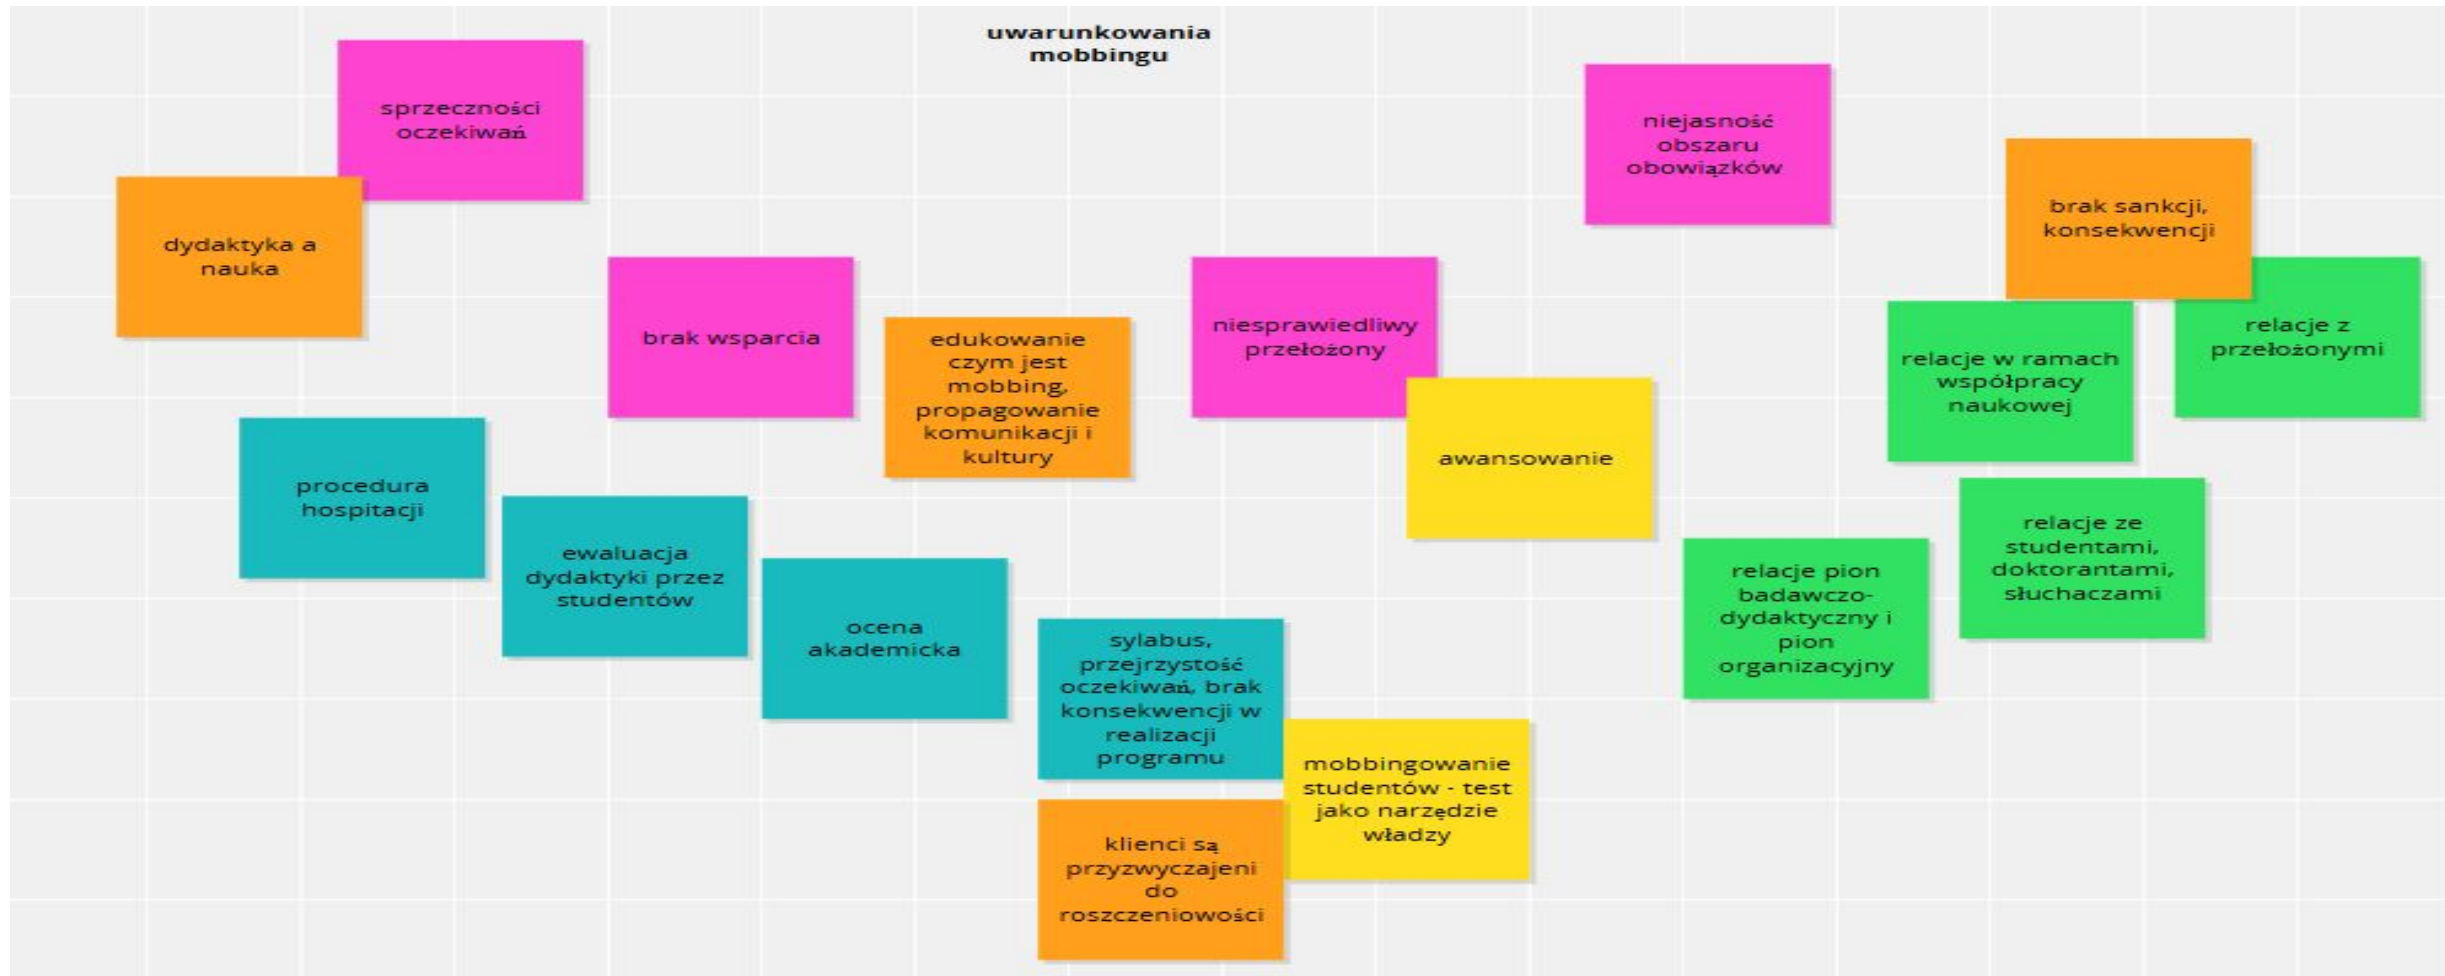 uwarunkowania
mobbingu
sprzeczności
oczekiwań
niejasność
obszaru
obowiązków
brak sankcji,
konsekwencji
dydaktyka a
nauka
brak wsparcia
edukowanie
czym jest
mobbing,
propagowanie
komunikacji i
kultury
niesprawiedliwy
przełożony
relacje z
przełożonymi
relacje w ramach
współpracy
naukowej
awansowanie
procedura
hospitacji
ewaluacja
dydaktyki przez
studentów
ocena
akademicka
relacje ze
studentami,
doktorantami,
słuchaczami
relacje pion
badawczo-
dydaktyczny i
pion
organizacyjny
sylabus,
przejrzystość
oczekiwań, brak
konsekwencji w
realizacji
programu
mobbingowanie
studentów - test
jako narzędzie
władzy
klienci są
przyzwyczajeni
do
roszczeniowości